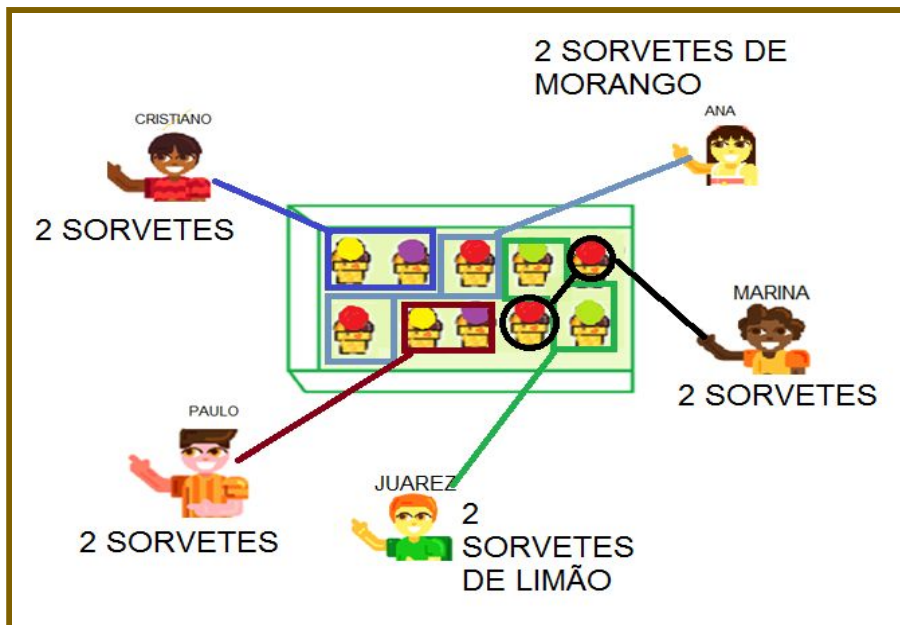 2 SORVETES DE
MORANGO
ANA
CRISTIANO
2 SORVETES
MARINA
2 SORVETES
PAULO
2 SORVETES
JUAREZ
2
SORVETES
DE LIMÃO